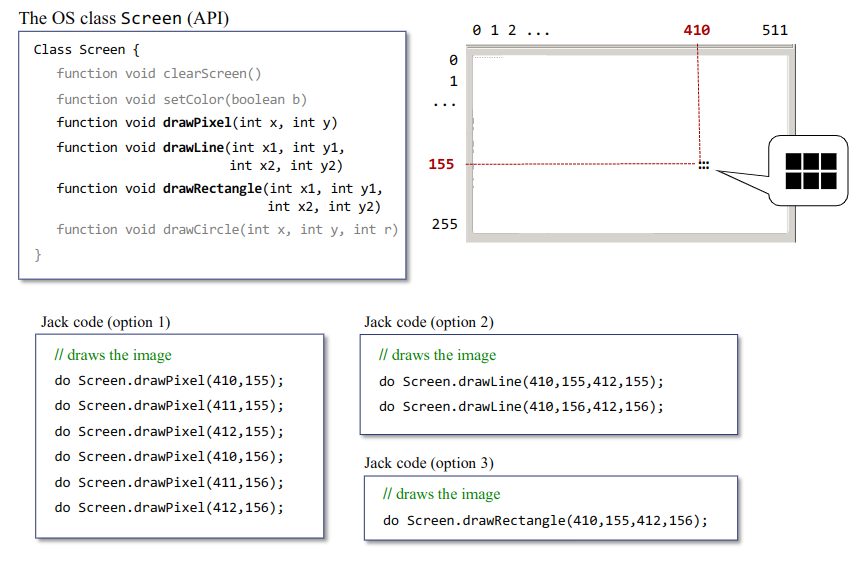 The OS class Screen (API)
Class Screen {
function void clearScreen()
function void setColor(boolean b)
function void drawPixel(int x, int y)
function void drawLine(int x1, int y1,
int x2, int y2)
function void drawRectangle(int x1, int y1,
int x2, int y2)
function void drawCircle(int x, int y, int r)
}
0 1 2 ... 410 511
0
1
...
155
255
Jack code (option 1)
// draws the image
do Screen.drawPixel(410,155);
do Screen.drawPixel(411,155);
do Screen.drawPixel(412,155);
do Screen.drawPixel(410,156);
do Screen.drawPixel(411,156);
do Screen.drawPixel(412,156);
Jack code (option 2)
// draws the image
do Screen.drawLine(410,155,412,155);
do Screen.drawLine(410,156,412,156);
Jack code (option 3)
// draws the image
do Screen.drawRectangle(410,155,412,156);